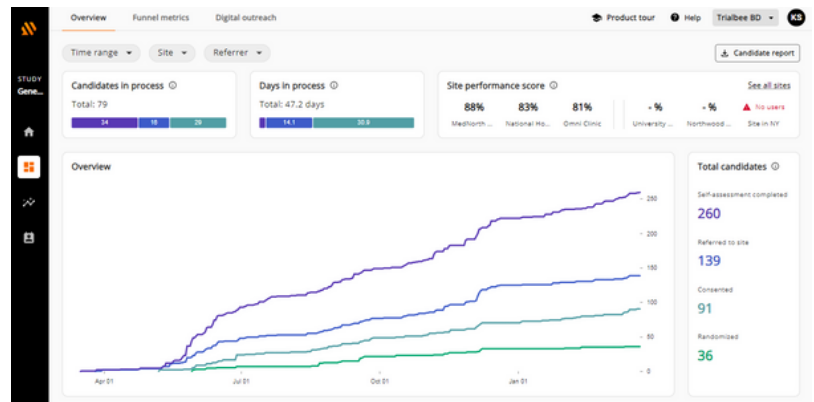 Overview Funnel metrics Digital outreach Product tour Help Trialbee BD KS
Time range Site Referrer Candidate report
STUDY
Gene...
Candidates in process
Total: 79
34 16 29
Days in process
Total: 47.2 days
14.1 30.8
Site performance score See all sites
88% 83% 81% - % - % No users
MedNorth ... National Ho... Omni Clinic University ... Northwood... Site in NY
Overview
250
200
150
100
50
0
Apr 01 Jul 01 Oct 01 Jan 01
Total candidates
Self-assessment completed
260
Referred to site
139
Consented
91
Randomized
36